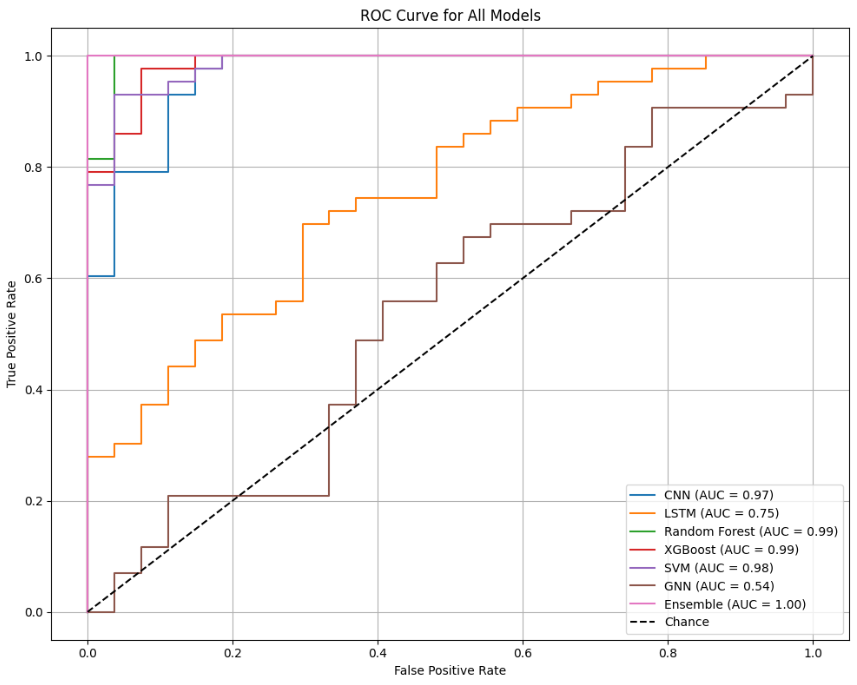 ROC Curve for All Models
True Positive Rate
1.0
0.8
0.6
0.4
0.2
0.0
CNN (AUC = 0.97)
LSTM (AUC = 0.75)
Random Forest (AUC = 0.99)
XGBoost (AUC = 0.99)
SVM (AUC = 0.98)
GNN (AUC = 0.54)
Ensemble (AUC = 1.00)
Chance
0.0 0.2 0.4 0.6 0.8 1.0
False Positive Rate